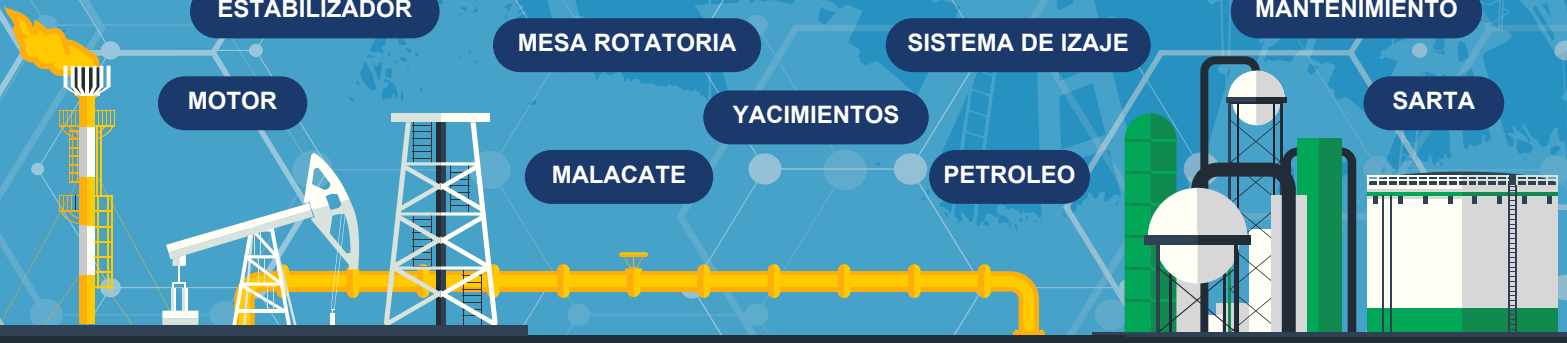 ESTABILIZADOR
MANTENIMIENTO
MESA ROTATORIA
SISTEMA DE IZAJE
MOTOR
YACIMIENTOS
SARTA
MALACATE
PETROLEO